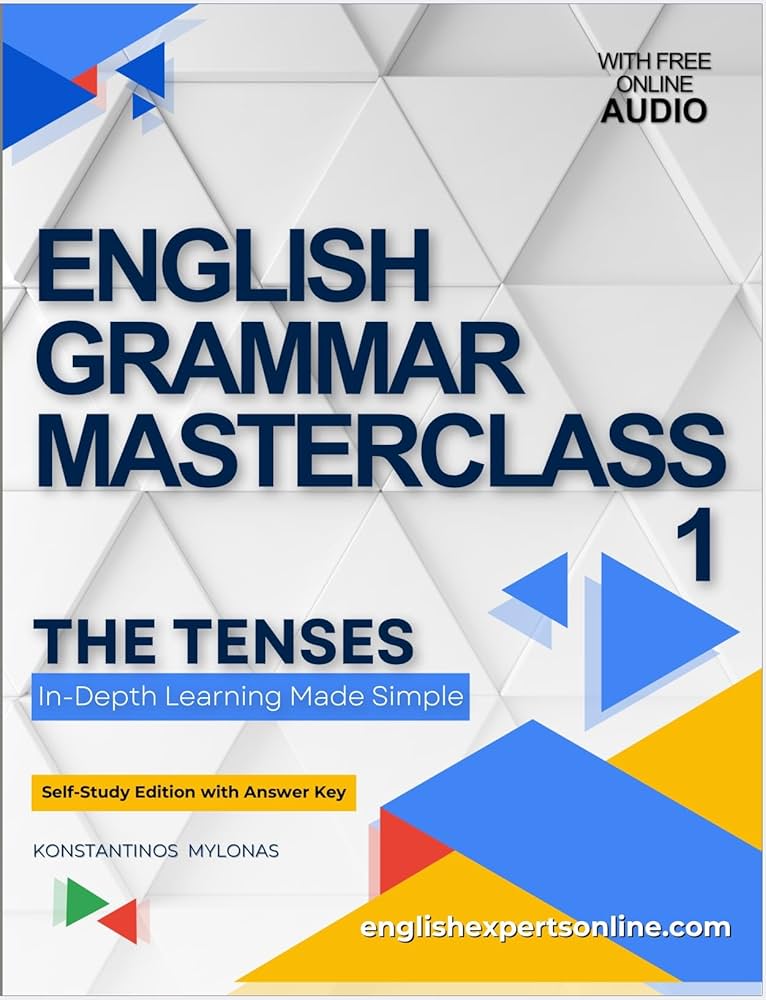 WITH FREE
ONLINE
AUDIO
ENGLISH
GRAMMAR
MASTERCLASS
1
THE TENSES
In-Depth Learning Made Simple
Self-Study Edition with Answer Key
KONSTANTINOS MYLONAS
englishexpertsonline.com